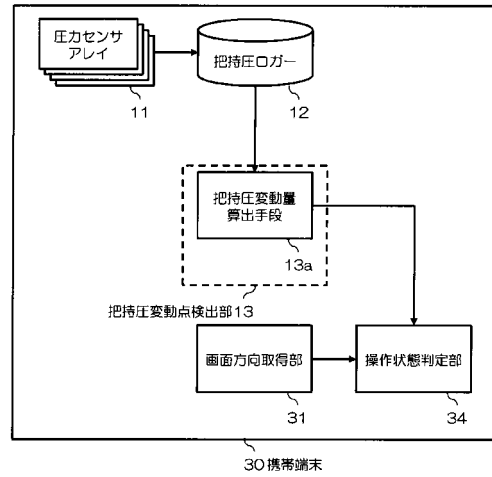 圧力センサ
アレイ
11
把持圧ロガー
12
把持圧変動量
算出手段
13a
把持圧変動点検出部13
画面方向取得部
31
操作状態判定部
34
30携帯端末